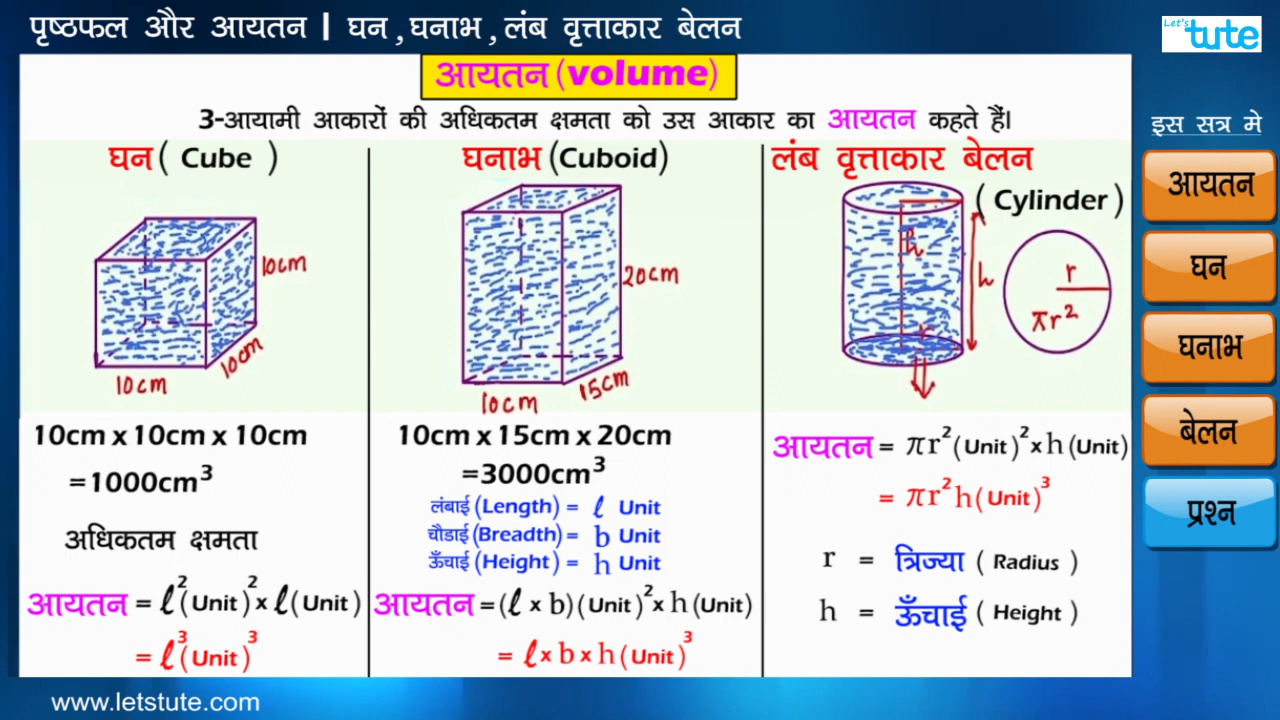 पृष्ठफल और आयतन | घन , घनाभ , लंब वृत्ताकार बेलन
Let's tute
आयतन (volume)
3-आयामी आकारों की अधिकतम क्षमता को उस आकार का आयतन कहते हैं।
घन ( Cube )
10cm
10cm
10cm
10cm x 10cm x 10cm
=1000cm³
अधिकतम क्षमता
आयतन = ℓ²(Unit)² x ℓ (Unit)
= ℓ³(Unit)³
घनाभ (Cuboid)
20cm
15cm
10cm
10cm x 15cm x 20cm
=3000cm³
लंबाई (Length) = ℓ Unit
चौडाई (Breadth) = b Unit
ऊँचाई (Height) = h Unit
आयतन =(ℓ x b)(Unit)² x h (Unit)
= ℓ x b x h (Unit)³
लंब वृत्ताकार बेलन
( Cylinder )
h
h
r
r
πr²
आयतन = πr²(Unit)² x h (Unit)
= πr²h (Unit)³
r = त्रिज्या ( Radius )
h = ऊँचाई ( Height )
इस सत्र मे
आयतन
घन
घनाभ
बेलन
प्रश्न
www.letstute.com